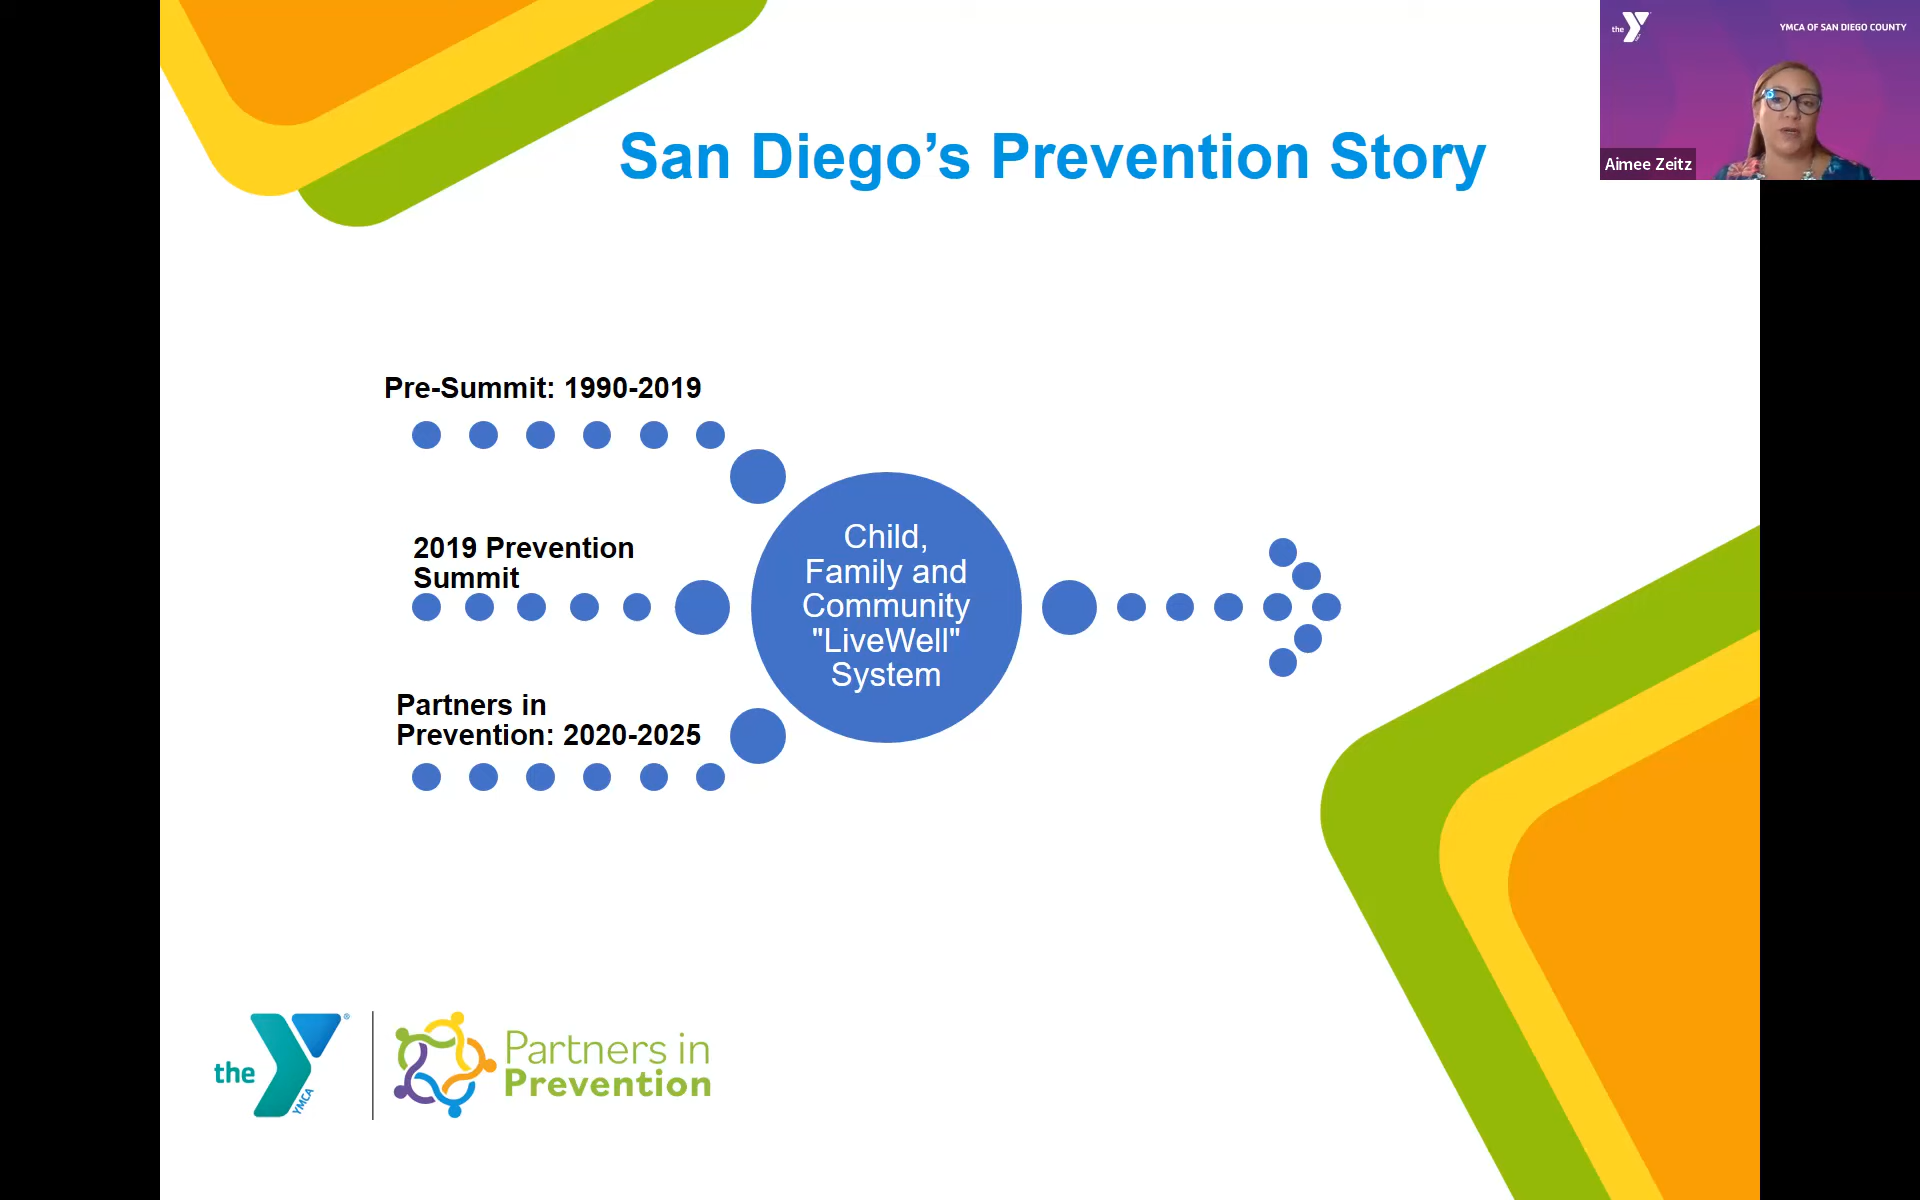 the
YMCA OF SAN DIEGO COUNTY
Aimee Zeitz
San Diego’s Prevention Story
Pre-Summit: 1990-2019
2019 Prevention
Summit
Partners in
Prevention: 2020-2025
Child,
Family and
Community
"LiveWell"
System
the
YMCA
®
Partners in
Prevention